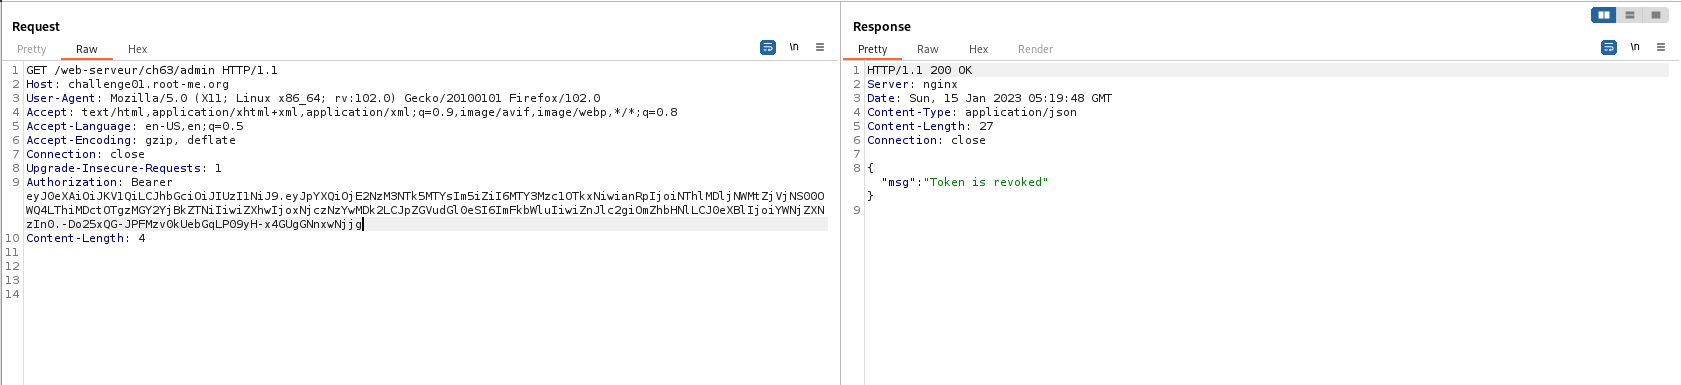 Request
Pretty Raw Hex
\n
1 GET /web-serveur/ch63/admin HTTP/1.1
2 Host: challenge01.root-me.org
3 User-Agent: Mozilla/5.0 (X11; Linux x86_64; rv:102.0) Gecko/20100101 Firefox/102.0
4 Accept: text/html,application/xhtml+xml,application/xml;q=0.9,image/avif,image/webp,*/*;q=0.8
5 Accept-Language: en-US,en;q=0.5
6 Accept-Encoding: gzip, deflate
7 Connection: close
8 Upgrade-Insecure-Requests: 1
9 Authorization: Bearer
eyJ0eXAiOiJKV1QiLCJhbGciOiJIUzI1NiJ9.eyJpYXQiOjE2NzM3NTk5MTYsIm5iZiI6MTY3Mzc1OTkxNiwianRpIjoiNThlMDljNWMtZjVjNS00O
WQ4LThiMDctOTgzMGY2YjBkZTNiIiwiZXhwIjoxNjczNzYwMDk2LCJpZGVudGl0eSI6ImFkbWluIiwiZnJlc2giOmZhbHNlLCJ0eXBlIjoiYWNjZXN
zIn0.-Do25xQG-JPFMzv0kUebGqLP09yH-x4GUgGNnxwNjjg
10 Content-Length: 4
11
12
13
14
Response
Pretty Raw Hex Render
\n
1 HTTP/1.1 200 OK
2 Server: nginx
3 Date: Sun, 15 Jan 2023 05:19:48 GMT
4 Content-Type: application/json
5 Content-Length: 27
6 Connection: close
7
8 {
"msg":"Token is revoked"
}
9